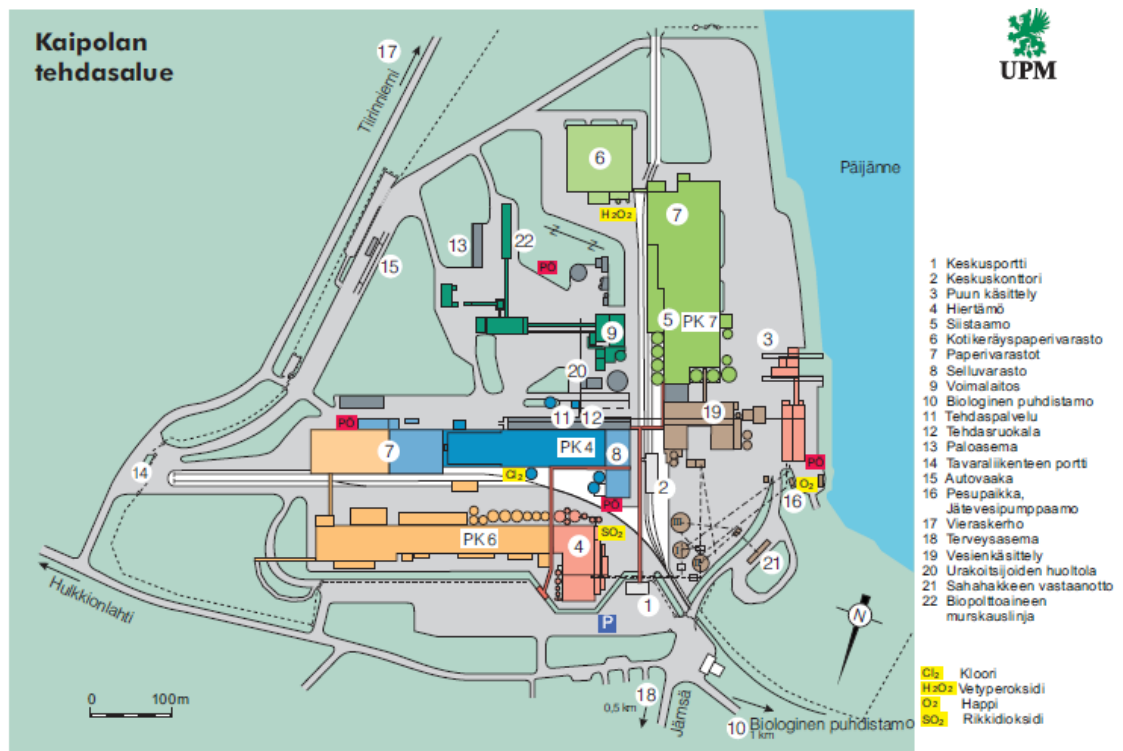 Kaipolan
tehdasalue
17
Tiirinniemi
UPM
Päijänne
6
H2O2
7
13
22
PÖ
15
5
PK 7
9
3
20
11
12
19
PÖ
7
PK 4
8
14
Cl2
2
PÖ
O2
16
PÖ
SO2
PK 6
4
21
1
P
N
Hulkkionlahti
0
100m
18
0,5 km
Jämsä
10
Biologinen puhdistamo
1 km
1 Keskusportti
2 Keskuskonttori
3 Puun käsittely
4 Hiertämö
5 Siistaamo
6 Kotikeräyspaperivarasto
7 Paperivarastot
8 Selluvarasto
9 Voimalaitos
10 Biologinen puhdistamo
11 Tehdaspalvelu
12 Tehdasruokala
13 Paloasema
14 Tavaraliikenteen portti
15 Autovaaka
16 Pesupaikka,
Jätevesipumppaamo
17 Vieraskerho
18 Terveysasema
19 Vesienkäsittely
20 Urakoitsijoiden huoltola
21 Sahahakkeen vastaanotto
22 Biopolttoaineen
murskauslinja
Cl2 Kloori
H2O2 Vetyperoksidi
O2 Happi
SO2 Rikkidioksidi